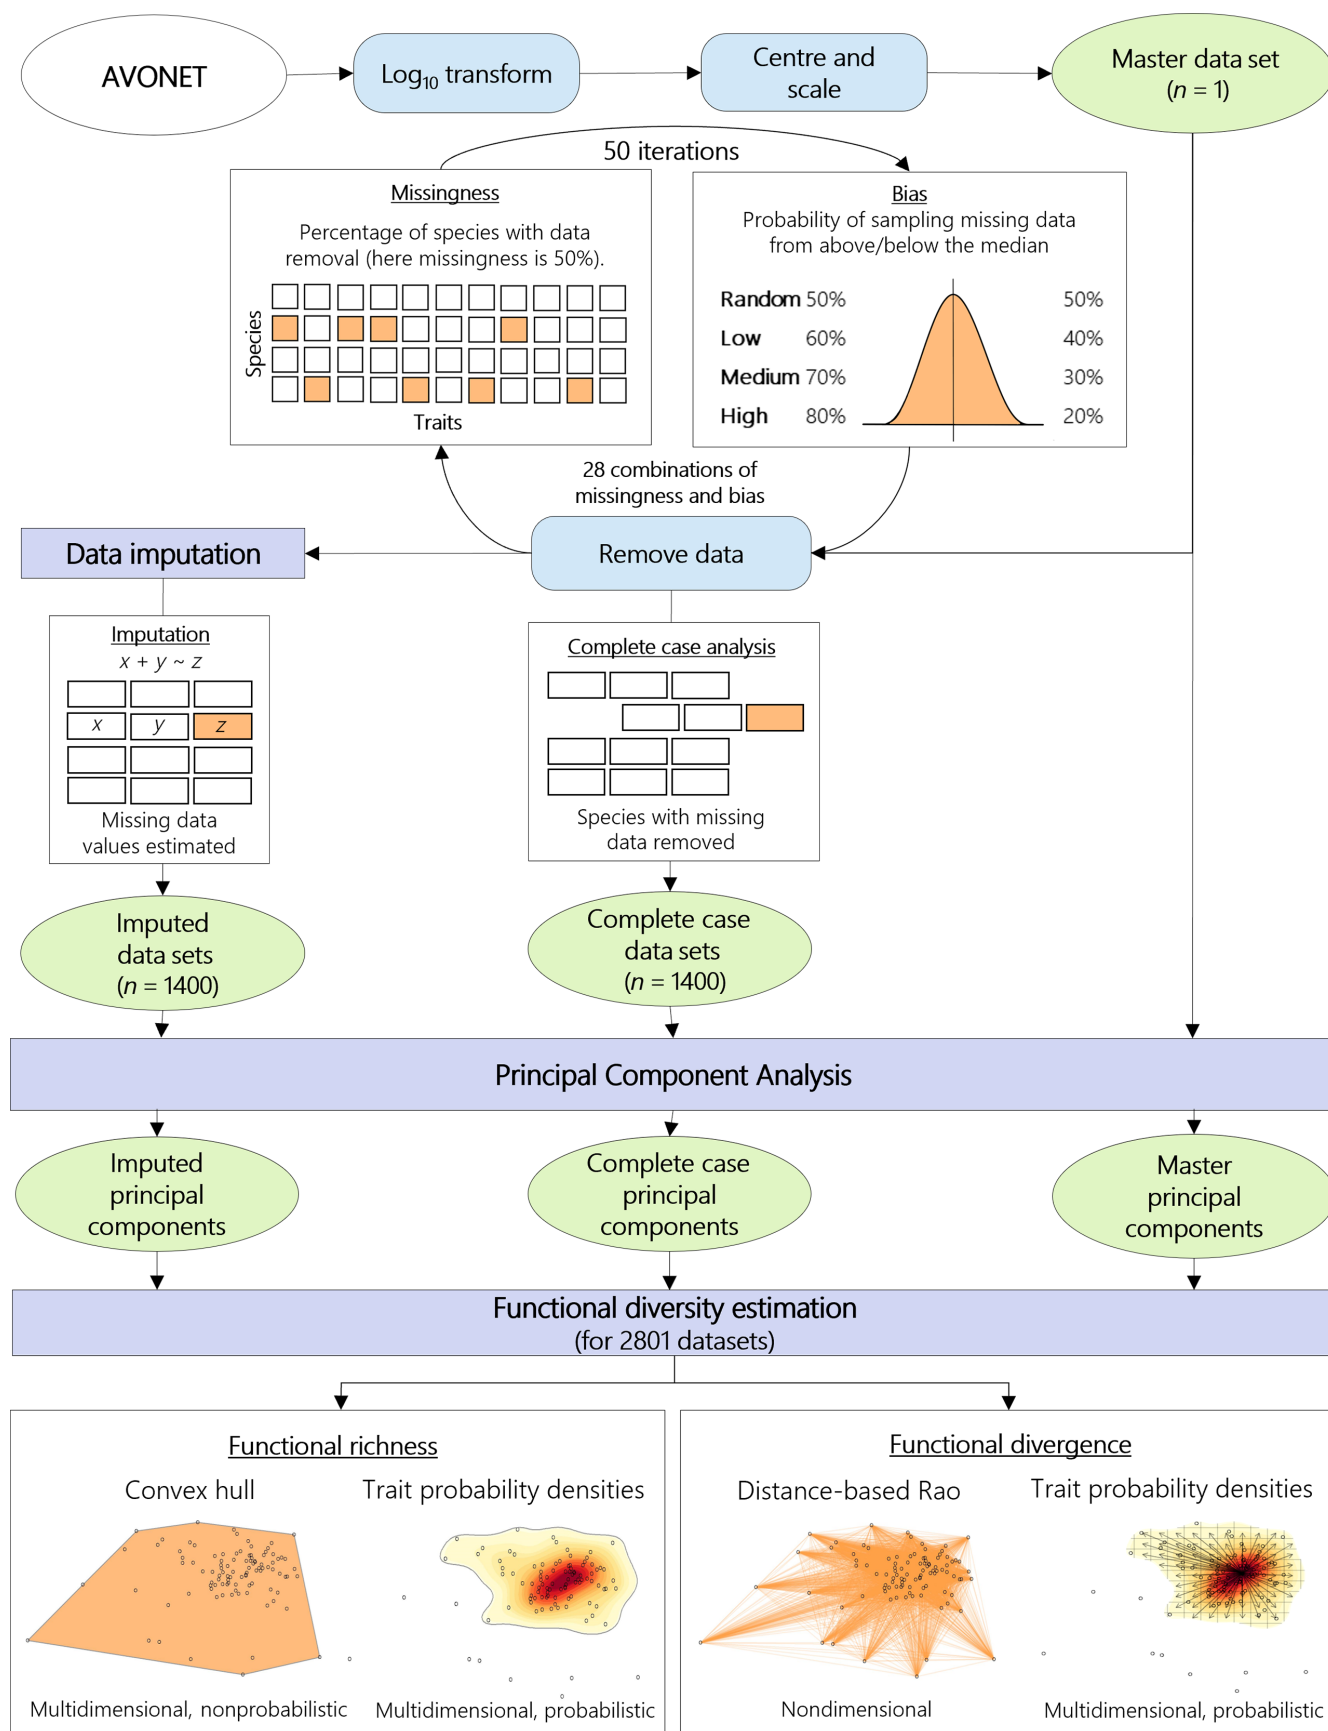 AVONET
Log₁₀ transform
Centre and
scale
Master data set
(n = 1)
50 iterations
Missingness
Percentage of species with data
removal (here missingness is 50%).
Species
Traits
Bias
Probability of sampling missing data
from above/below the median
Random 50% 50%
Low 60% 40%
Medium 70% 30%
High 80% 20%
28 combinations of
missingness and bias
Data imputation
Remove data
Imputation
x + y ~ z
x y z
Missing data
values estimated
Complete case analysis
Species with missing
data removed
Imputed
data sets
(n = 1400)
Complete case
data sets
(n = 1400)
Principal Component Analysis
Imputed
principal
components
Complete case
principal
components
Master
principal
components
Functional diversity estimation
(for 2801 datasets)
Functional richness
Convex hull
Trait probability densities
Multidimensional, nonprobabilistic
Multidimensional, probabilistic
Functional divergence
Distance-based Rao
Trait probability densities
Nondimensional
Multidimensional, probabilistic